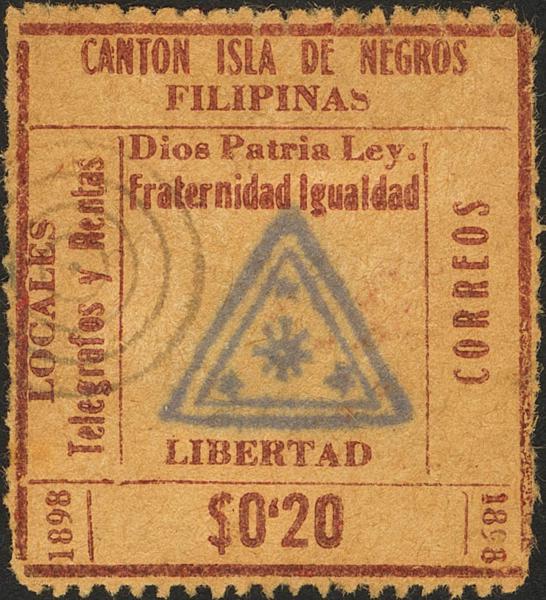 CANTON ISLA DE NEGROS
FILIPINAS
Dios Patria Ley.
Fraternidad Igualdad
LOCALES
Telegrafos y Rentas
CORREOS
LIBERTAD
1898
$0'20
1898